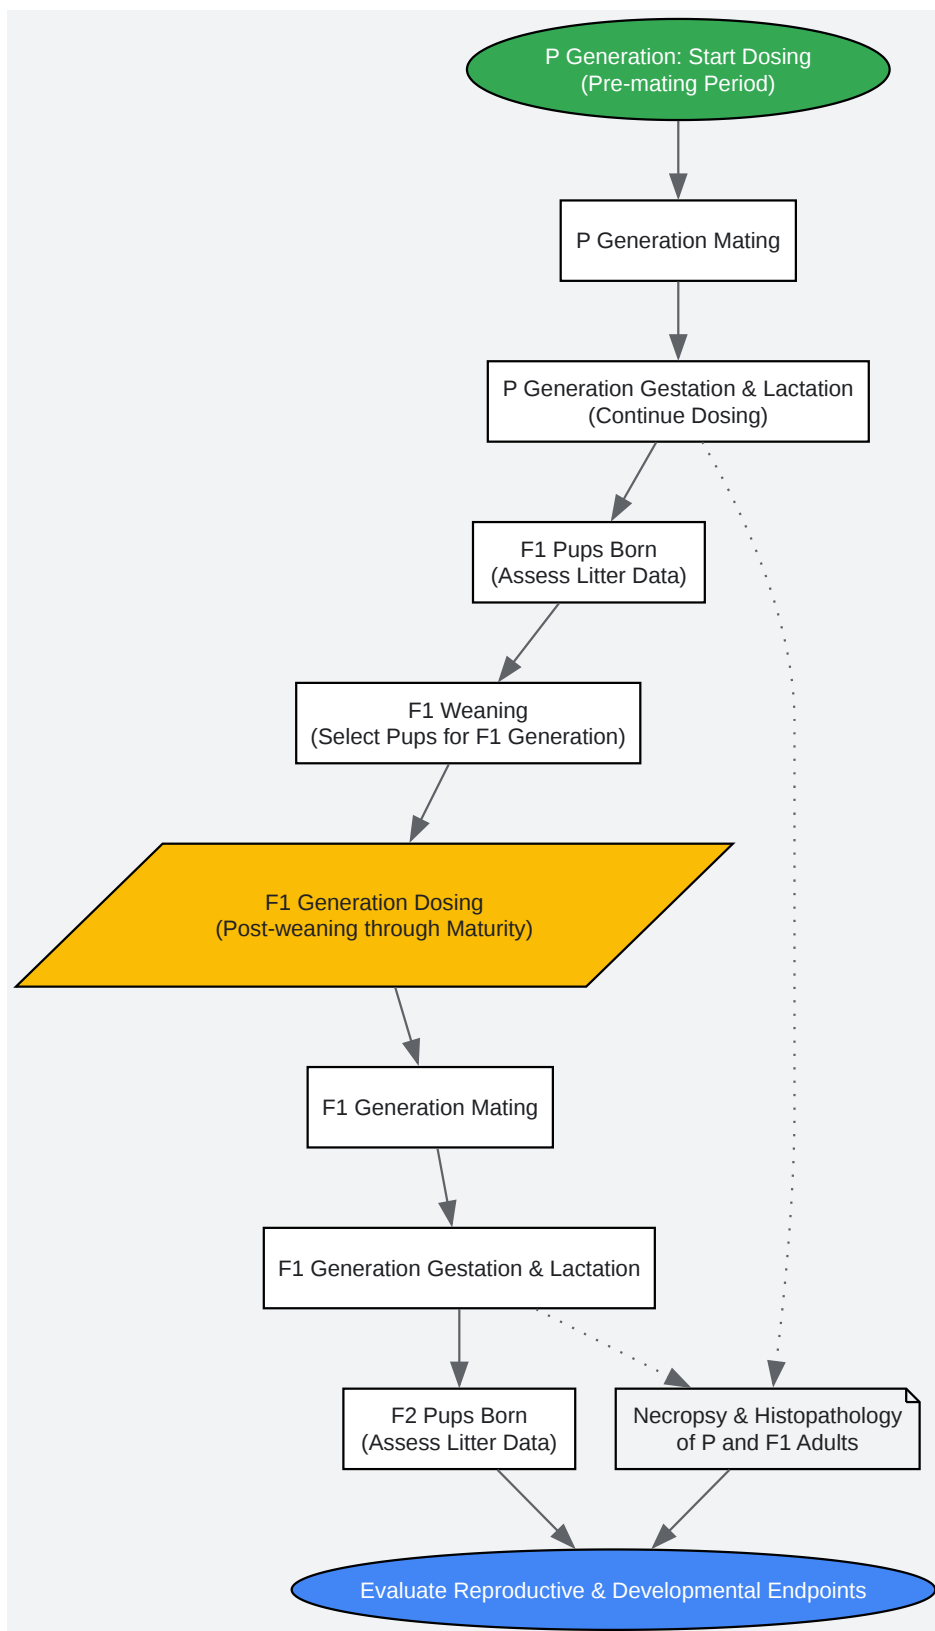 P Generation: Start Dosing
(Pre-mating Period)
P Generation Mating
P Generation Gestation & Lactation
(Continue Dosing)
F1 Pups Born
(Assess Litter Data)
F1 Weaning
(Select Pups for F1 Generation)
F1 Generation Dosing
(Post-weaning through Maturity)
F1 Generation Mating
F1 Generation Gestation & Lactation
F2 Pups Born
(Assess Litter Data)
Necropsy & Histopathology
of P and F1 Adults
Evaluate Reproductive & Developmental Endpoints